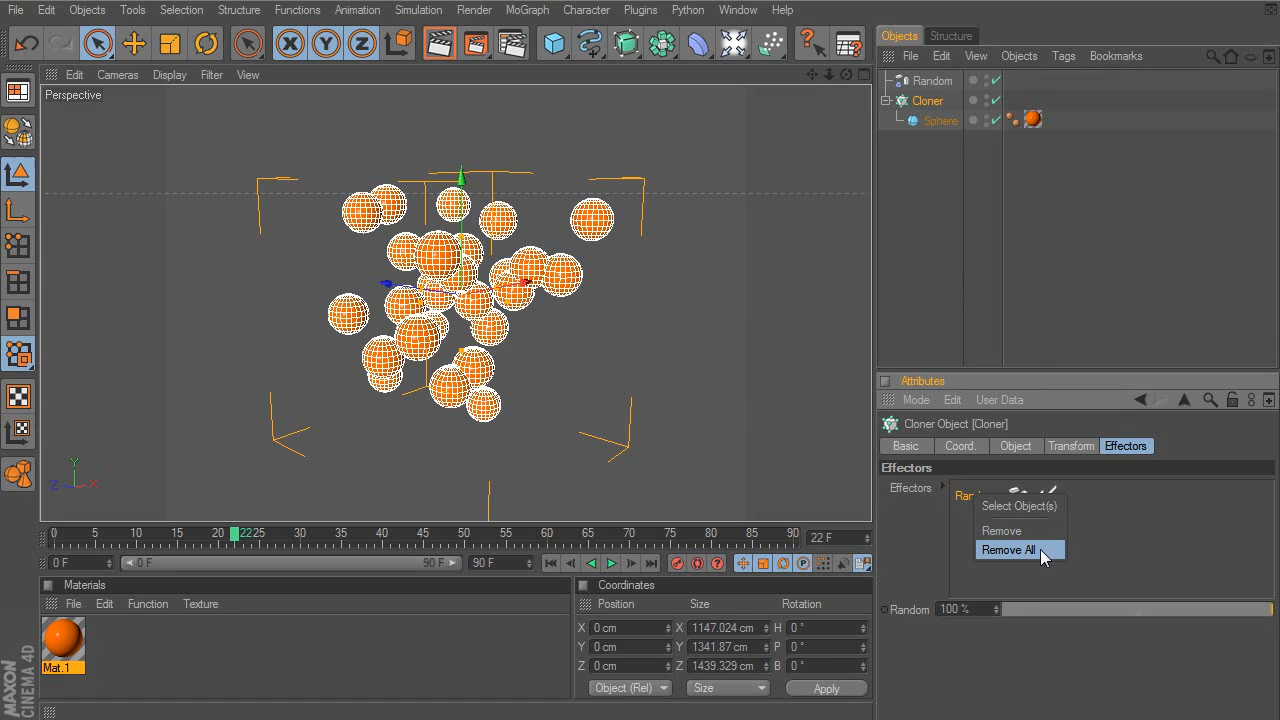 File Edit Objects Tools Selection Structure Functions Animation Simulation Render MoGraph Character Plugins Python Window Help
Objects Structure
File Edit View Objects Tags Bookmarks
Random
Cloner
Sphere
Edit Cameras Display Filter View
Perspective
Y
Z X
Attributes
Mode Edit User Data
Cloner Object [Cloner]
Basic Coord. Object Transform Effectors
Effectors
Effectors
Select Object(s)
Remove
Remove All
Random 100 %
0 5 10 15 20 22 25 30 35 40 45 50 55 60 65 70 75 80 85 90 22 F
0 F 0 F 90 F 90 F
Materials
File Edit Function Texture
Mat.1
Coordinates
Position Size Rotation
X 0 cm X 1147.024 cm H 0 °
Y 0 cm Y 1341.87 cm P 0 °
Z 0 cm Z 1439.329 cm B 0 °
Object (Rel) Size Apply
MAXON
CINEMA 4D